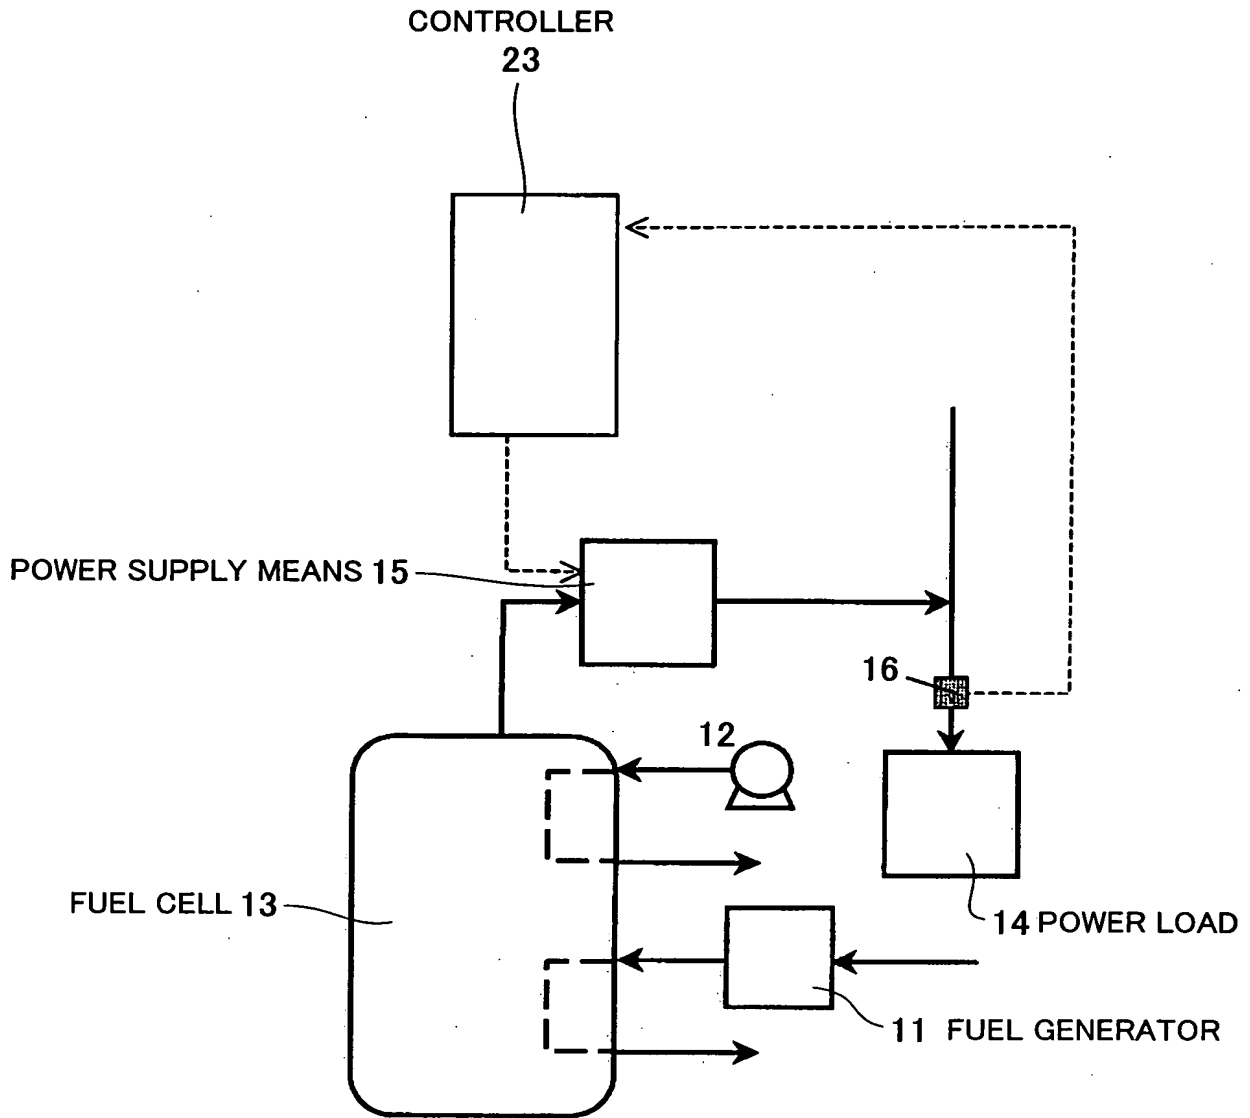 CONTROLLER
23
POWER SUPPLY MEANS 15
16
12
FUEL CELL 13
14 POWER LOAD
11 FUEL GENERATOR